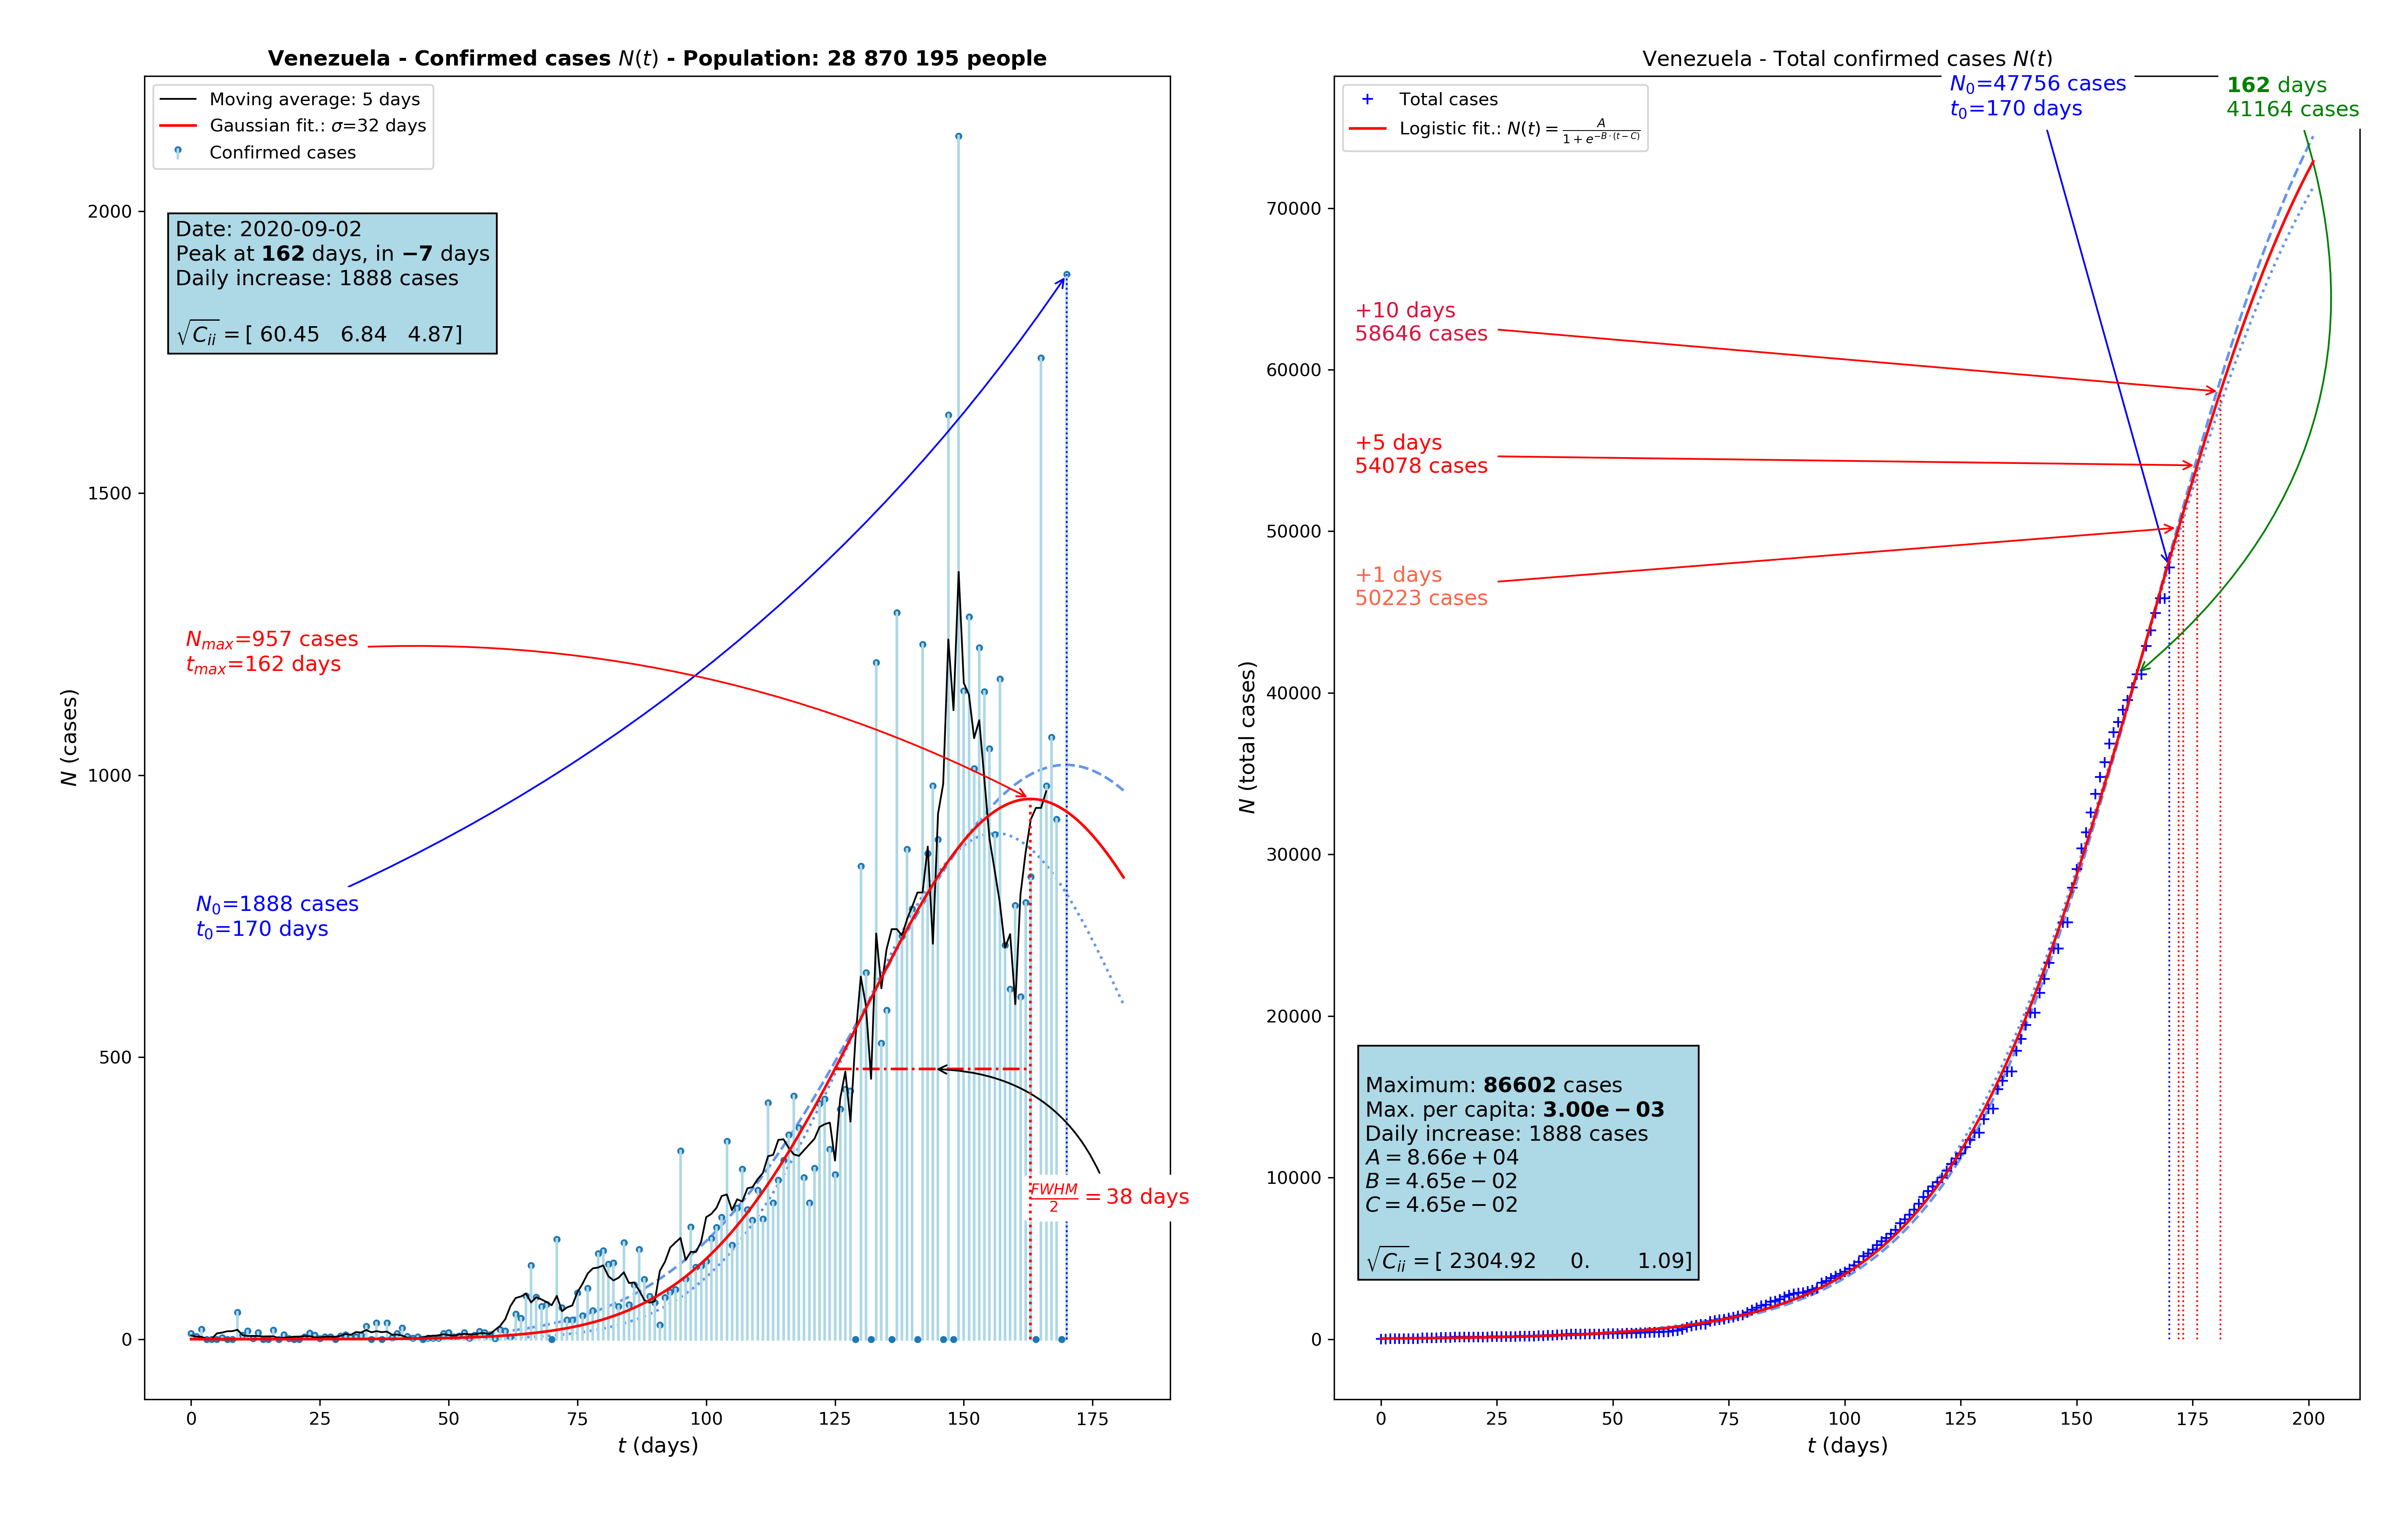 Venezuela - Confirmed cases N(t) - Population: 28 870 195 people
Moving average: 5 days
Gaussian fit.: σ=32 days
Confirmed cases
Date: 2020-09-02
Peak at 162 days, in −7 days
Daily increase: 1888 cases
√C_ii = [ 60.45 6.84 4.87]
N_max=957 cases
t_max=162 days
N_0=1888 cases
t_0=170 days
FWHM/2 = 38 days
N (cases)
2000
1500
1000
500
0
0 25 50 75 100 125 150 175
t (days)
Venezuela - Total confirmed cases N(t)
Total cases
Logistic fit.: N(t) = A/(1 + e^(−B·(t−C)))
N_0=47756 cases
t_0=170 days
162 days
41164 cases
+10 days
58646 cases
+5 days
54078 cases
+1 days
50223 cases
Maximum: 86602 cases
Max. per capita: 3.00e − 03
Daily increase: 1888 cases
A = 8.66e + 04
B = 4.65e − 02
C = 4.65e − 02
√C_ii = [ 2304.92 0. 1.09]
N (total cases)
70000
60000
50000
40000
30000
20000
10000
0
0 25 50 75 100 125 150 175 200
t (days)